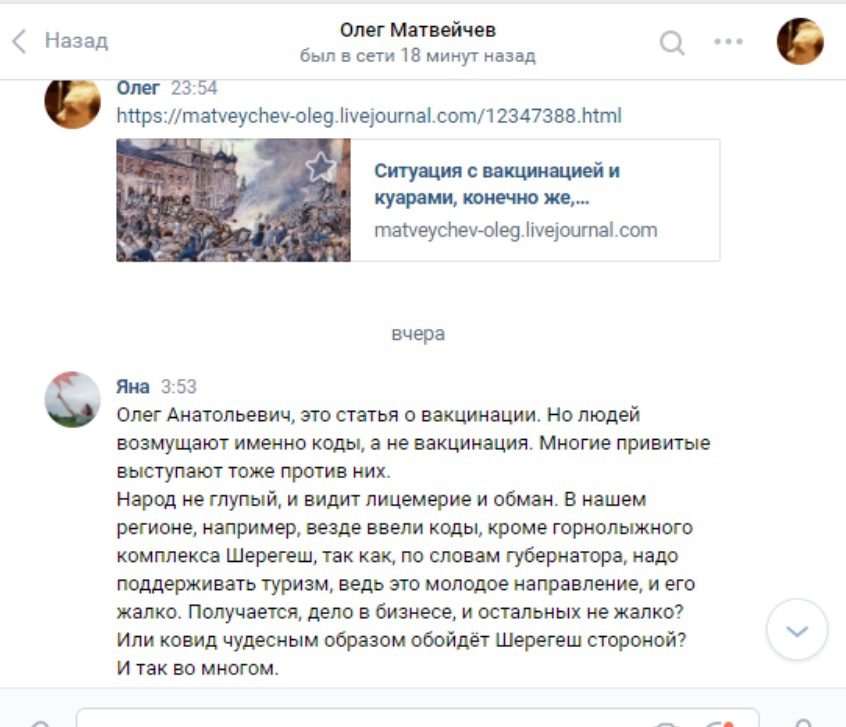 Назад
Олег Матвейчев
был в сети 18 минут назад
Олег 23:54
https://matveychev-oleg.livejournal.com/12347388.html
Ситуация с вакцинацией и
куарами, конечно же,...
matveychev-oleg.livejournal.com
вчера
Яна 3:53
Олег Анатольевич, это статья о вакцинации. Но людей
возмущают именно коды, а не вакцинация. Многие привитые
выступают тоже против них.
Народ не глупый, и видит лицемерие и обман. В нашем
регионе, например, везде ввели коды, кроме горнолыжного
комплекса Шерегеш, так как, по словам губернатора, надо
поддерживать туризм, ведь это молодое направление, и его
жалко. Получается, дело в бизнесе, и остальных не жалко?
Или ковид чудесным образом обойдёт Шерегеш стороной?
И так во многом.